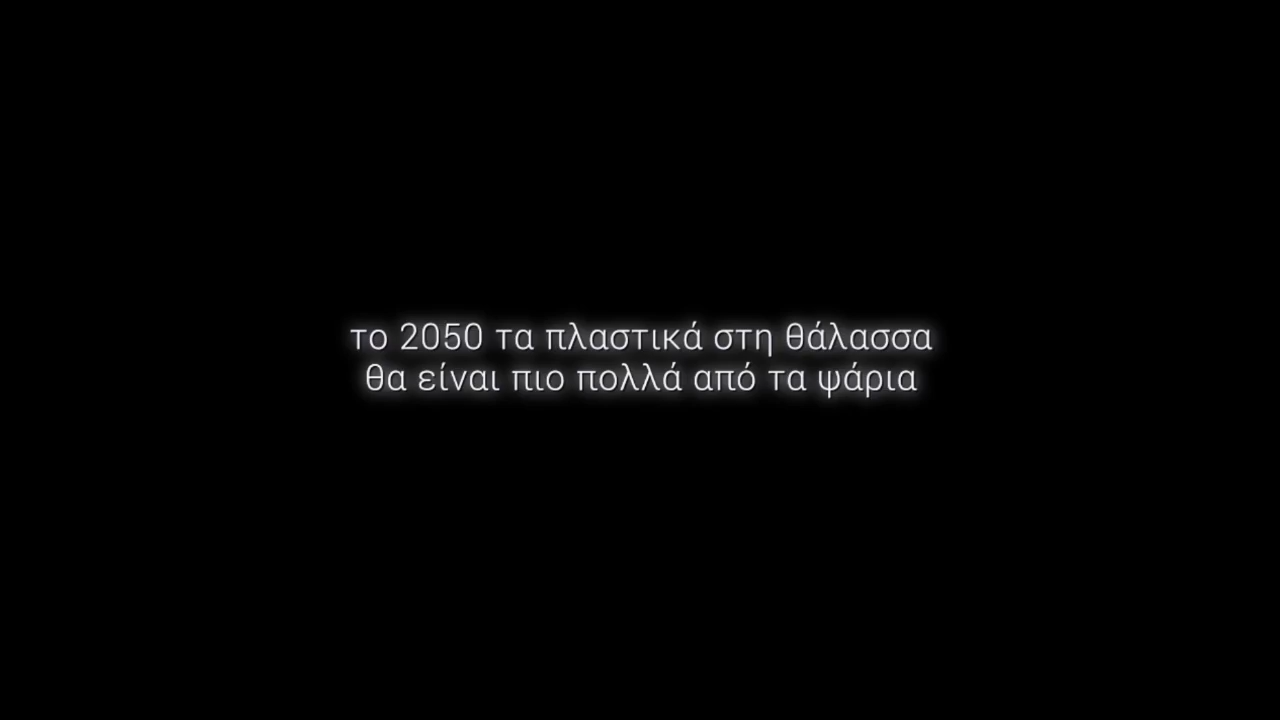 το 2050 τα πλαστικά στη θάλασσα
θα είναι πιο πολλά από τα ψάρια